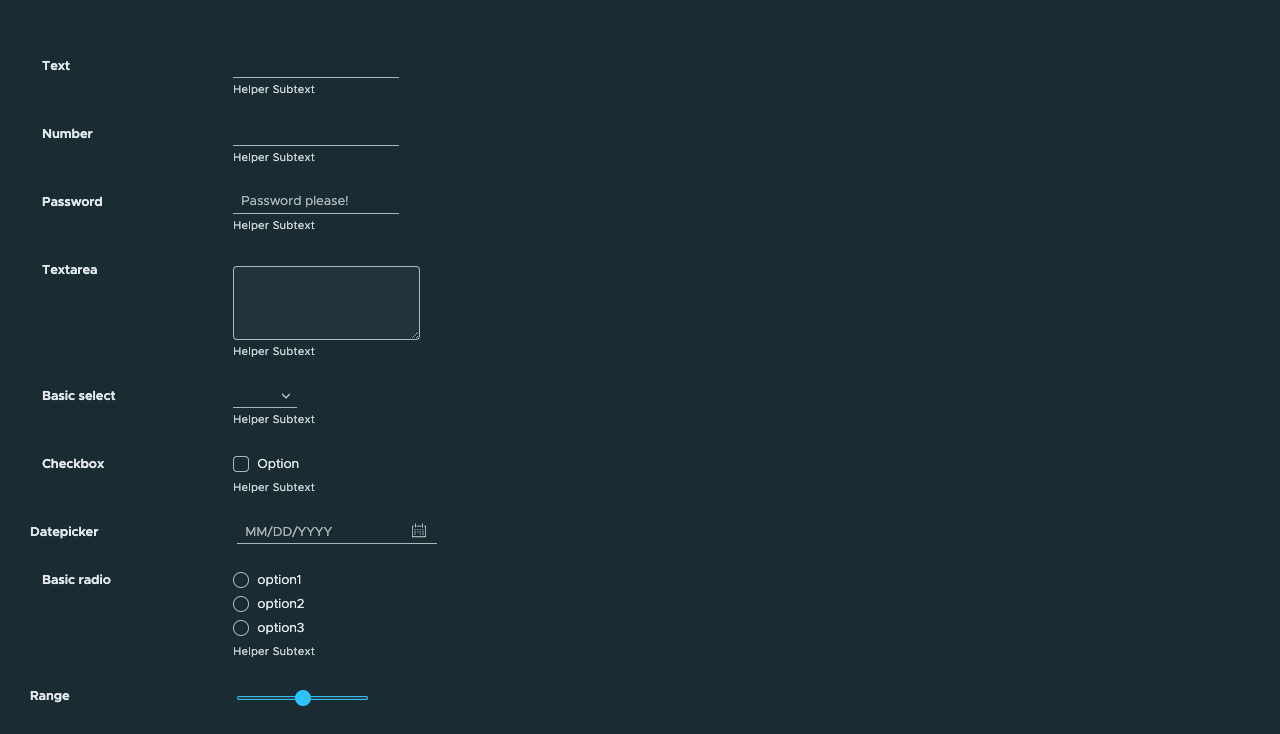 Text
Helper Subtext
Number
Helper Subtext
Password Password please!
Helper Subtext
Textarea
Helper Subtext
Basic select
Helper Subtext
Checkbox Option
Helper Subtext
Datepicker MM/DD/YYYY
Basic radio option1
option2
option3
Helper Subtext
Range